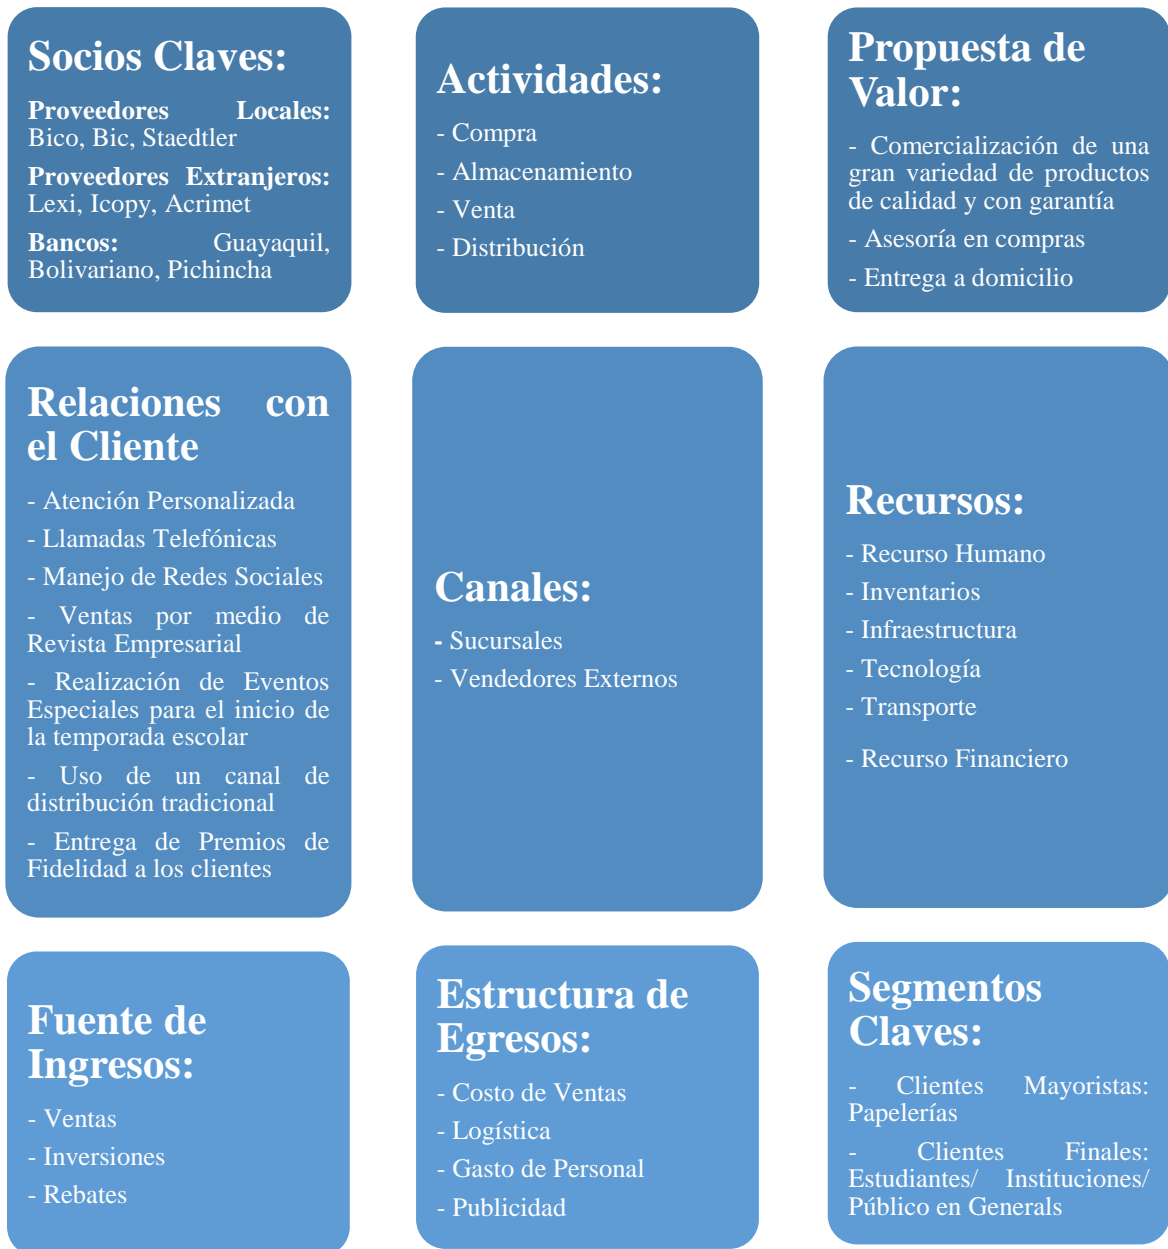 Socios Claves:
Proveedores Locales:
Bico, Bic, Staedtler
Proveedores Extranjeros:
Lexi, Icopy, Acrimet
Bancos: Guayaquil,
Bolivariano, Pichincha
Actividades:
- Compra
- Almacenamiento
- Venta
- Distribución
Propuesta de
Valor:
- Comercialización de una
gran variedad de productos
de calidad y con garantía
- Asesoría en compras
- Entrega a domicilio
Relaciones con
el Cliente
- Atención Personalizada
- Llamadas Telefónicas
- Manejo de Redes Sociales
- Ventas por medio de
Revista Empresarial
- Realización de Eventos
Especiales para el inicio de
la temporada escolar
- Uso de un canal de
distribución tradicional
- Entrega de Premios de
Fidelidad a los clientes
Canales:
- Sucursales
- Vendedores Externos
Recursos:
- Recurso Humano
- Inventarios
- Infraestructura
- Tecnología
- Transporte
- Recurso Financiero
Fuente de
Ingresos:
- Ventas
- Inversiones
- Rebates
Estructura de
Egresos:
- Costo de Ventas
- Logística
- Gasto de Personal
- Publicidad
Segmentos
Claves:
- Clientes Mayoristas:
Papelerías
- Clientes Finales:
Estudiantes/ Instituciones/
Público en Generals